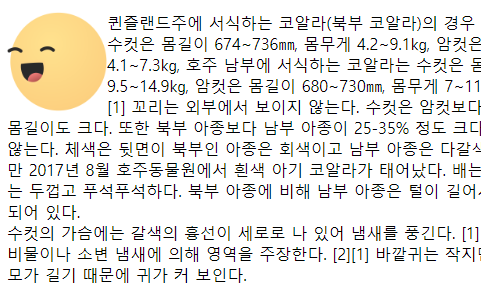 퀸즐랜드주에 서식하는 코알라(북부 코알라)의 경우
수컷은 몸길이 674~736㎜, 몸무게 4.2~9.1kg, 암컷은
4.1~7.3kg, 호주 남부에 서식하는 코알라는 수컷은 몸
9.5~14.9kg, 암컷은 몸길이 680~730㎜, 몸무게 7~11
[1] 꼬리는 외부에서 보이지 않는다. 수컷은 암컷보다
몸길이도 크다. 또한 북부 아종보다 남부 아종이 25-35% 정도 크다
않는다. 체색은 뒷면이 북부인 아종은 회색이고 남부 아종은 다갈색
만 2017년 8월 호주동물원에서 흰색 아기 코알라가 태어났다. 배는
는 두껍고 푸석푸석하다. 북부 아종에 비해 남부 아종은 털이 길어서
되어 있다.
수컷의 가슴에는 갈색의 흉선이 세로로 나 있어 냄새를 풍긴다. [1]
비물이나 소변 냄새에 의해 영역을 주장한다. [2][1] 바깥귀는 작지만
모가 길기 때문에 귀가 커 보인다.